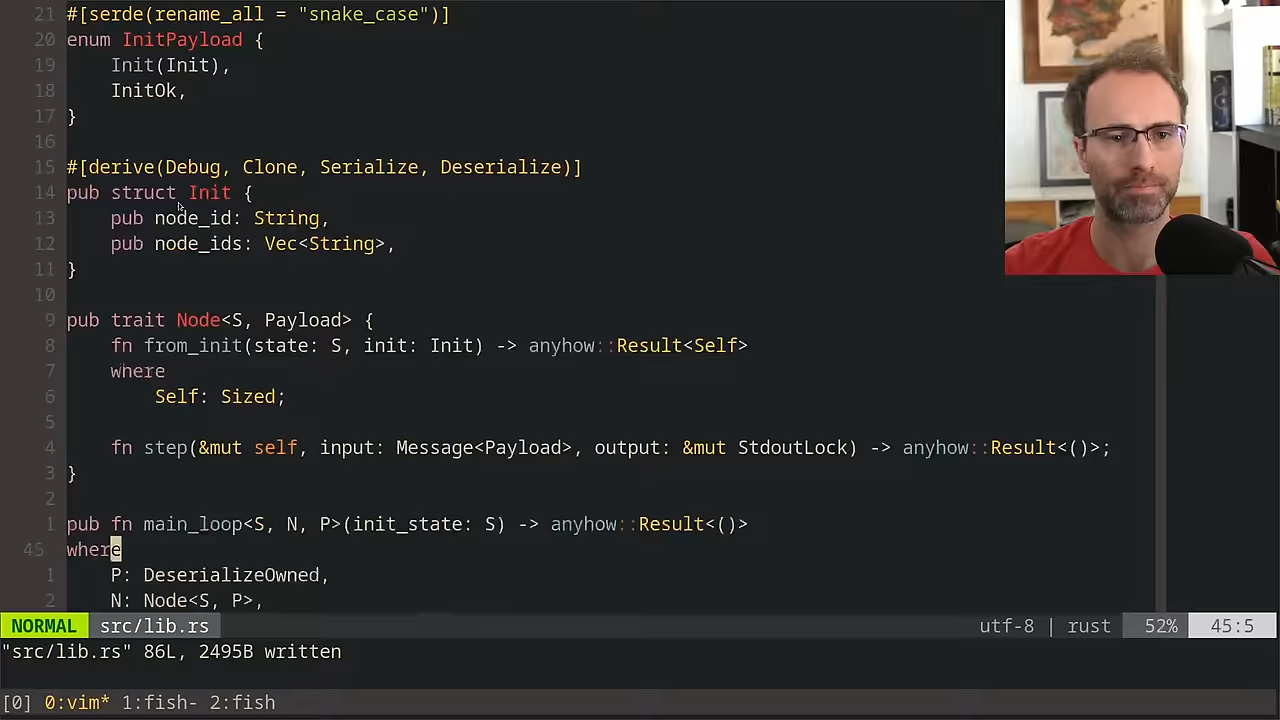 21 #[serde(rename_all = "snake_case")]
20 enum InitPayload {
19     Init(Init),
18     InitOk,
17 }
16
15 #[derive(Debug, Clone, Serialize, Deserialize)]
14 pub struct Init {
13     pub node_id: String,
12     pub node_ids: Vec<String>,
11 }
10
9 pub trait Node<S, Payload> {
8     fn from_init(state: S, init: Init) -> anyhow::Result<Self>
7     where
6         Self: Sized;
5
4     fn step(&mut self, input: Message<Payload>, output: &mut StdoutLock) -> anyhow::Result<()>;
3 }
2
1 pub fn main_loop<S, N, P>(init_state: S) -> anyhow::Result<()>
45 where
1     P: DeserializeOwned,
2     N: Node<S, P>,
NORMAL src/lib.rs utf-8 | rust 52% 45:5
"src/lib.rs" 86L, 2495B written
[0] 0:vim* 1:fish- 2:fish